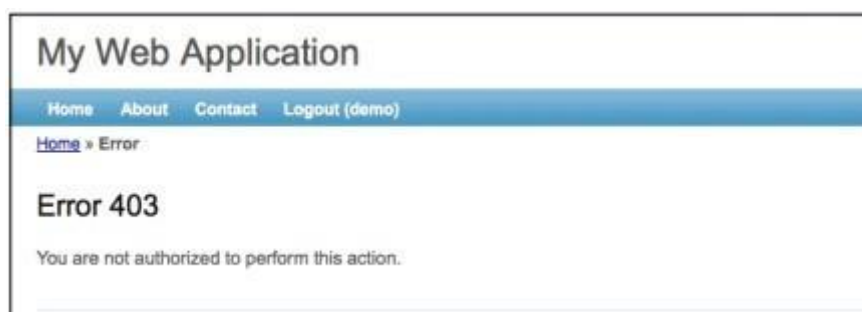 My Web Application
Home About Contact Logout (demo)
Home » Error
Error 403
You are not authorized to perform this action.